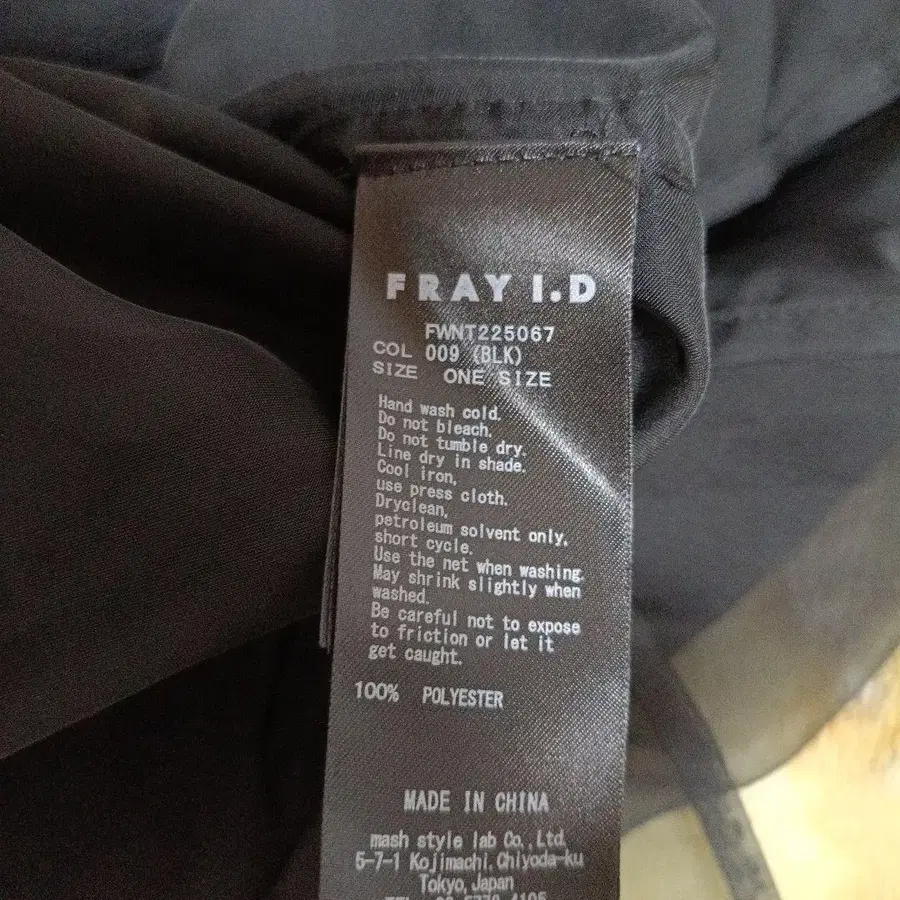 FRAY I.D
FWNT225067
COL 009 (BLK)
SIZE ONE SIZE
Hand wash cold.
Do not bleach.
Do not tumble dry.
Line dry in shade.
Cool iron,
use press cloth.
Dryclean,
petroleum solvent only,
short cycle.
Use the net when washing.
May shrink slightly when
washed.
Be careful not to expose
to friction or let it
get caught.
100% POLYESTER
MADE IN CHINA
mash style lab Co.,Ltd.
5-7-1 Kojimachi,Chiyoda-ku
Tokyo,Japan